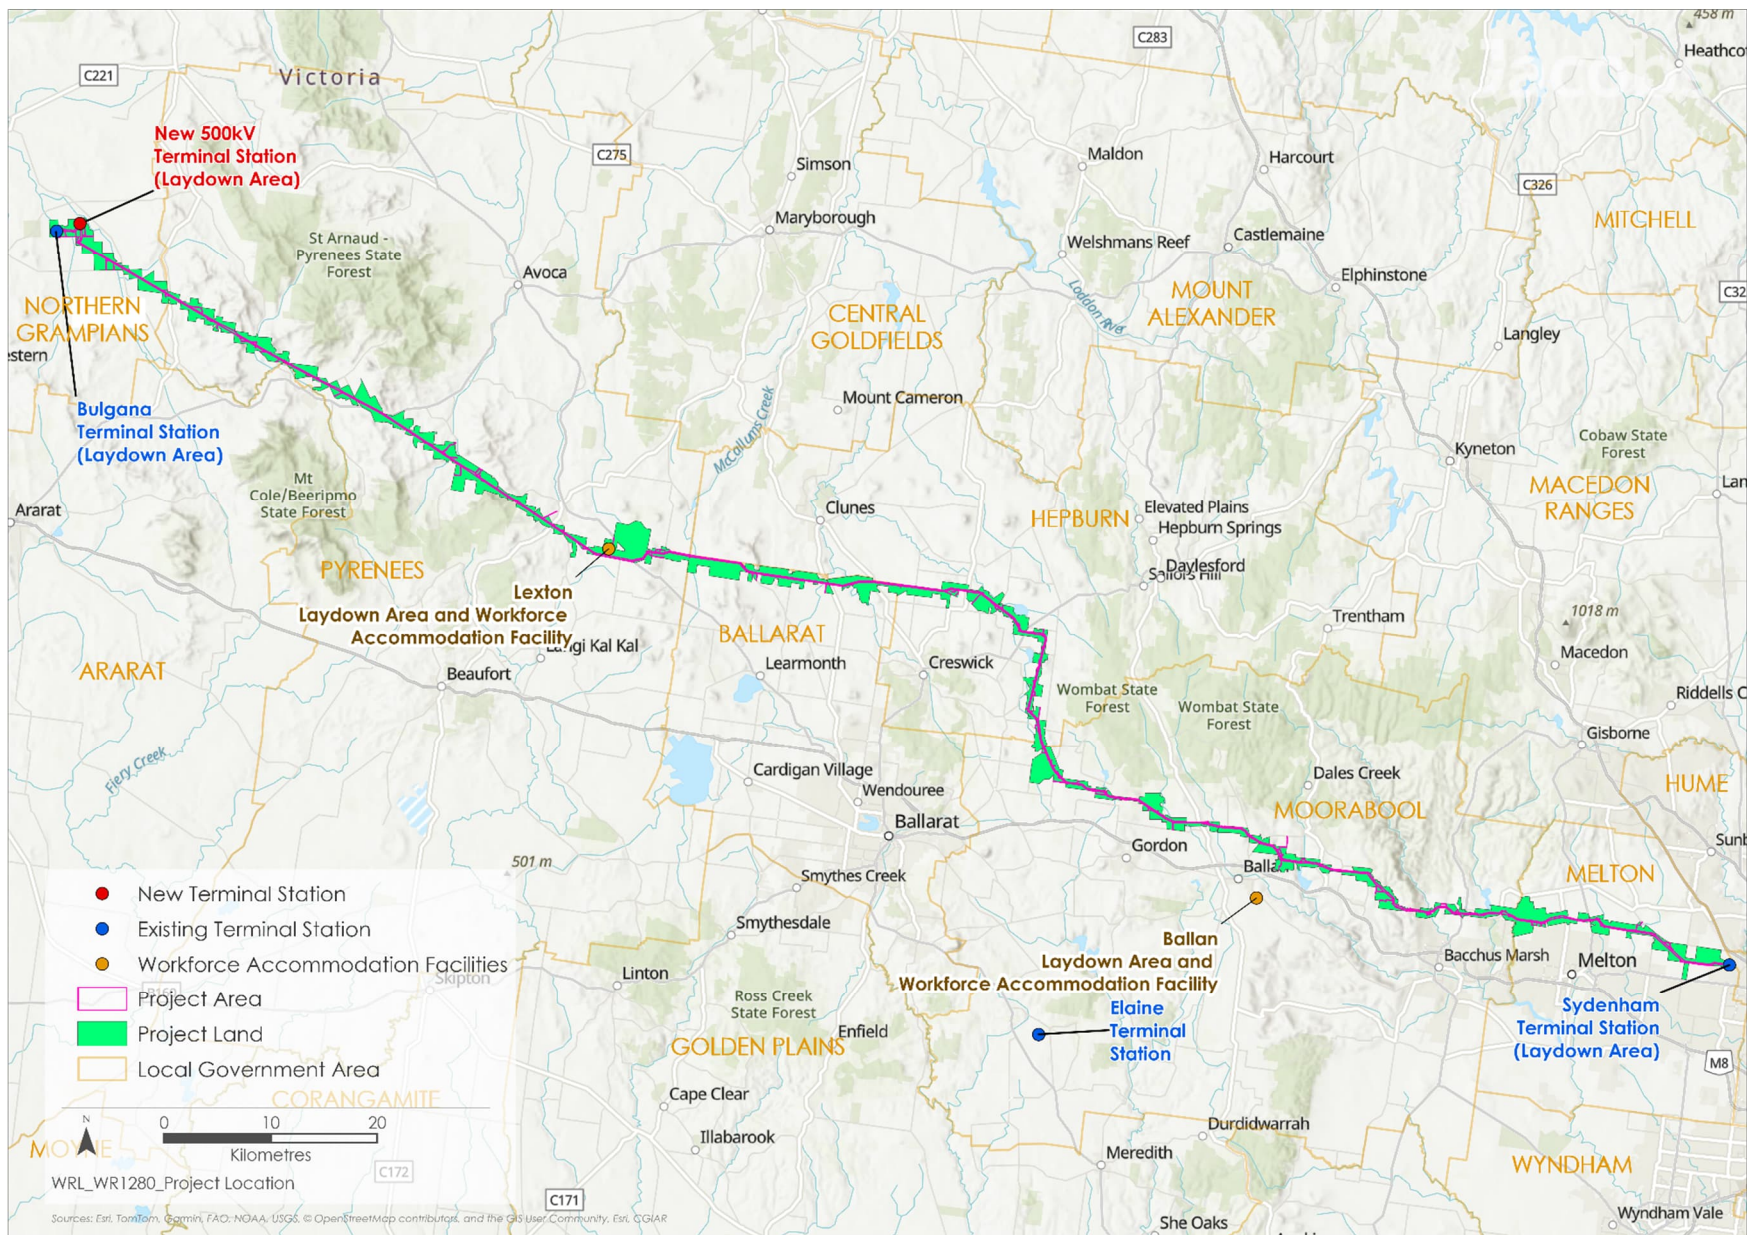 458 m
C283
Heathco
C221
Victoria
New 500kV
Terminal Station
(Laydown Area)
C275
Simson
Maldon
Harcourt
C326
MITCHELL
Maryborough
Welshmans Reef
Castlemaine
St Arnaud -
Pyrenees State
Forest
Avoca
Elphinstone
Loddon River
MOUNT
ALEXANDER
C32
NORTHERN
GRAMPIANS
CENTRAL
GOLDFIELDS
Langley
estern
Mount Cameron
Bulgana
Terminal Station
(Laydown Area)
McCallums Creek
Kyneton
Cobaw State
Forest
Mt
Cole/Beeripmo
State Forest
MACEDON
RANGES
Lan
Ararat
Clunes
HEPBURN
Elevated Plains
Hepburn Springs
Daylesford
Sailors Hill
PYRENEES
Lexton
Laydown Area and Workforce
Accommodation Facility
Langi Kal Kal
BALLARAT
Trentham
1018 m
Macedon
ARARAT
Beaufort
Learmonth
Creswick
Wombat State
Forest
Wombat State
Forest
Riddells C
Gisborne
Fiery Creek
Cardigan Village
Wendouree
Dales Creek
HUME
MOORABOOL
Ballarat
Gordon
Sunb
501 m
Balla
MELTON
Smythes Creek
New Terminal Station
Existing Terminal Station
Workforce Accommodation Facilities
Project Area
Project Land
Local Government Area
Smythesdale
Ballan
Laydown Area and
Workforce Accommodation Facility
Bacchus Marsh
Melton
Skipton
B160
Linton
Ross Creek
State Forest
Elaine
Terminal
Station
Sydenham
Terminal Station
(Laydown Area)
Enfield
GOLDEN PLAINS
M8
CORANGAMITE
Cape Clear
N
0 10 20
Kilometres
MOYNE
Illabarook
Durdidwarrah
Meredith
WYNDHAM
C172
WRL_WR1280_Project Location
C171
Wyndham Vale
She Oaks
Sources: Esri, TomTom, Garmin, FAO, NOAA, USGS, © OpenStreetMap contributors, and the GIS User Community, Esri, CGIAR